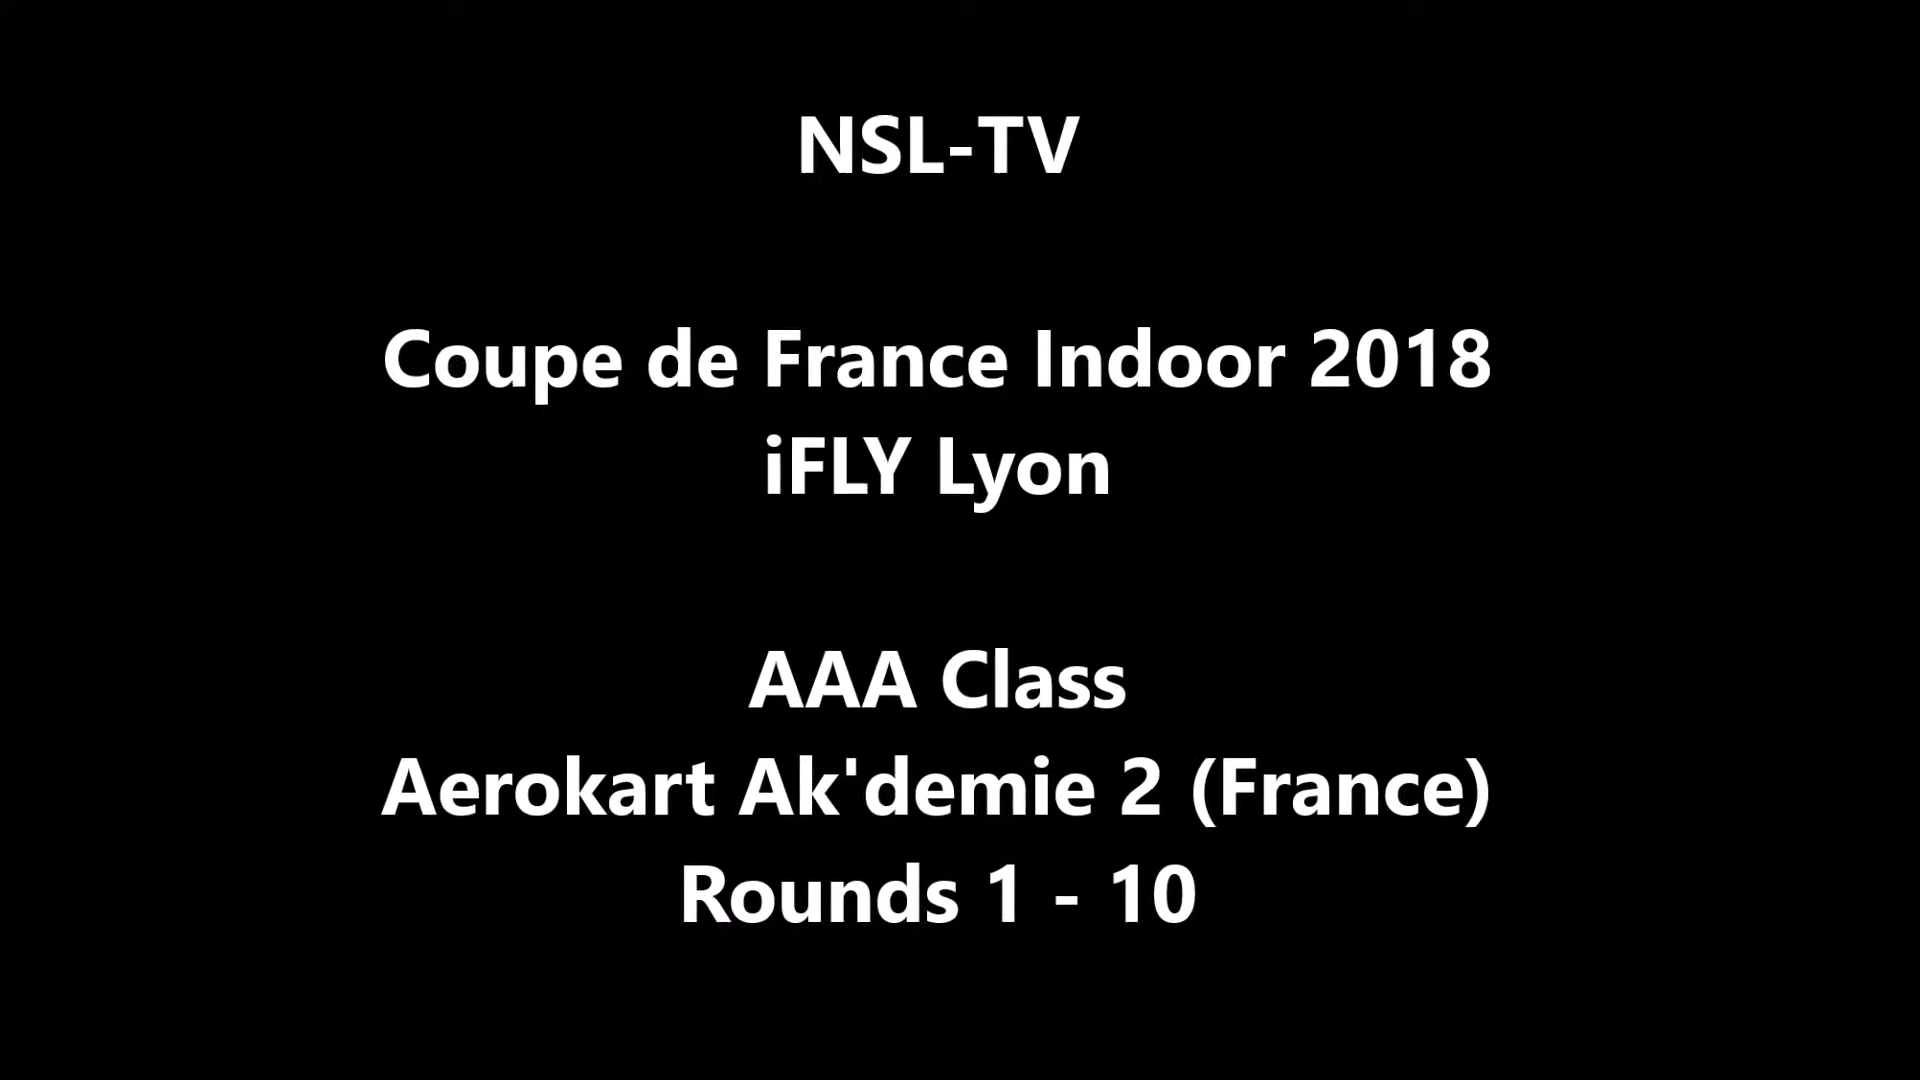 NSL-TV
Coupe de France Indoor 2018
iFLY Lyon
AAA Class
Aerokart Ak'demie 2 (France)
Rounds 1 - 10